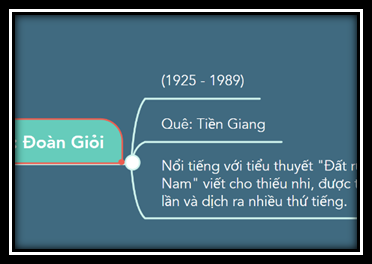 (1925 - 1989)
Đoàn Giỏi
Quê: Tiền Giang
Nổi tiếng với tiểu thuyết "Đất
Nam" viết cho thiếu nhi, được
lần và dịch ra nhiều thứ tiếng.